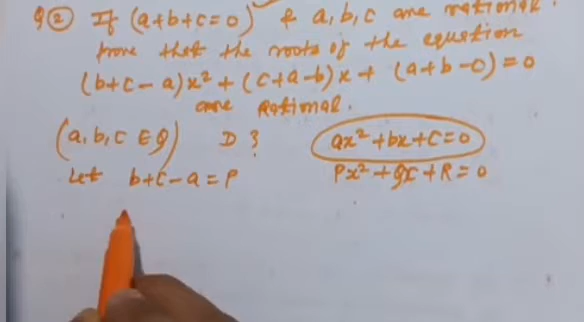 Q② If (a+b+c=0) & a, b, c are rational.
prove that the roots of the equation
(b+c-a)x² + (c+a-b)x + (a+b-c) = 0
are Rational.
(a, b, c ∈ Q) D ? ax² + bx + c = 0
Let b+c-a = P Px² + Qx + R = 0